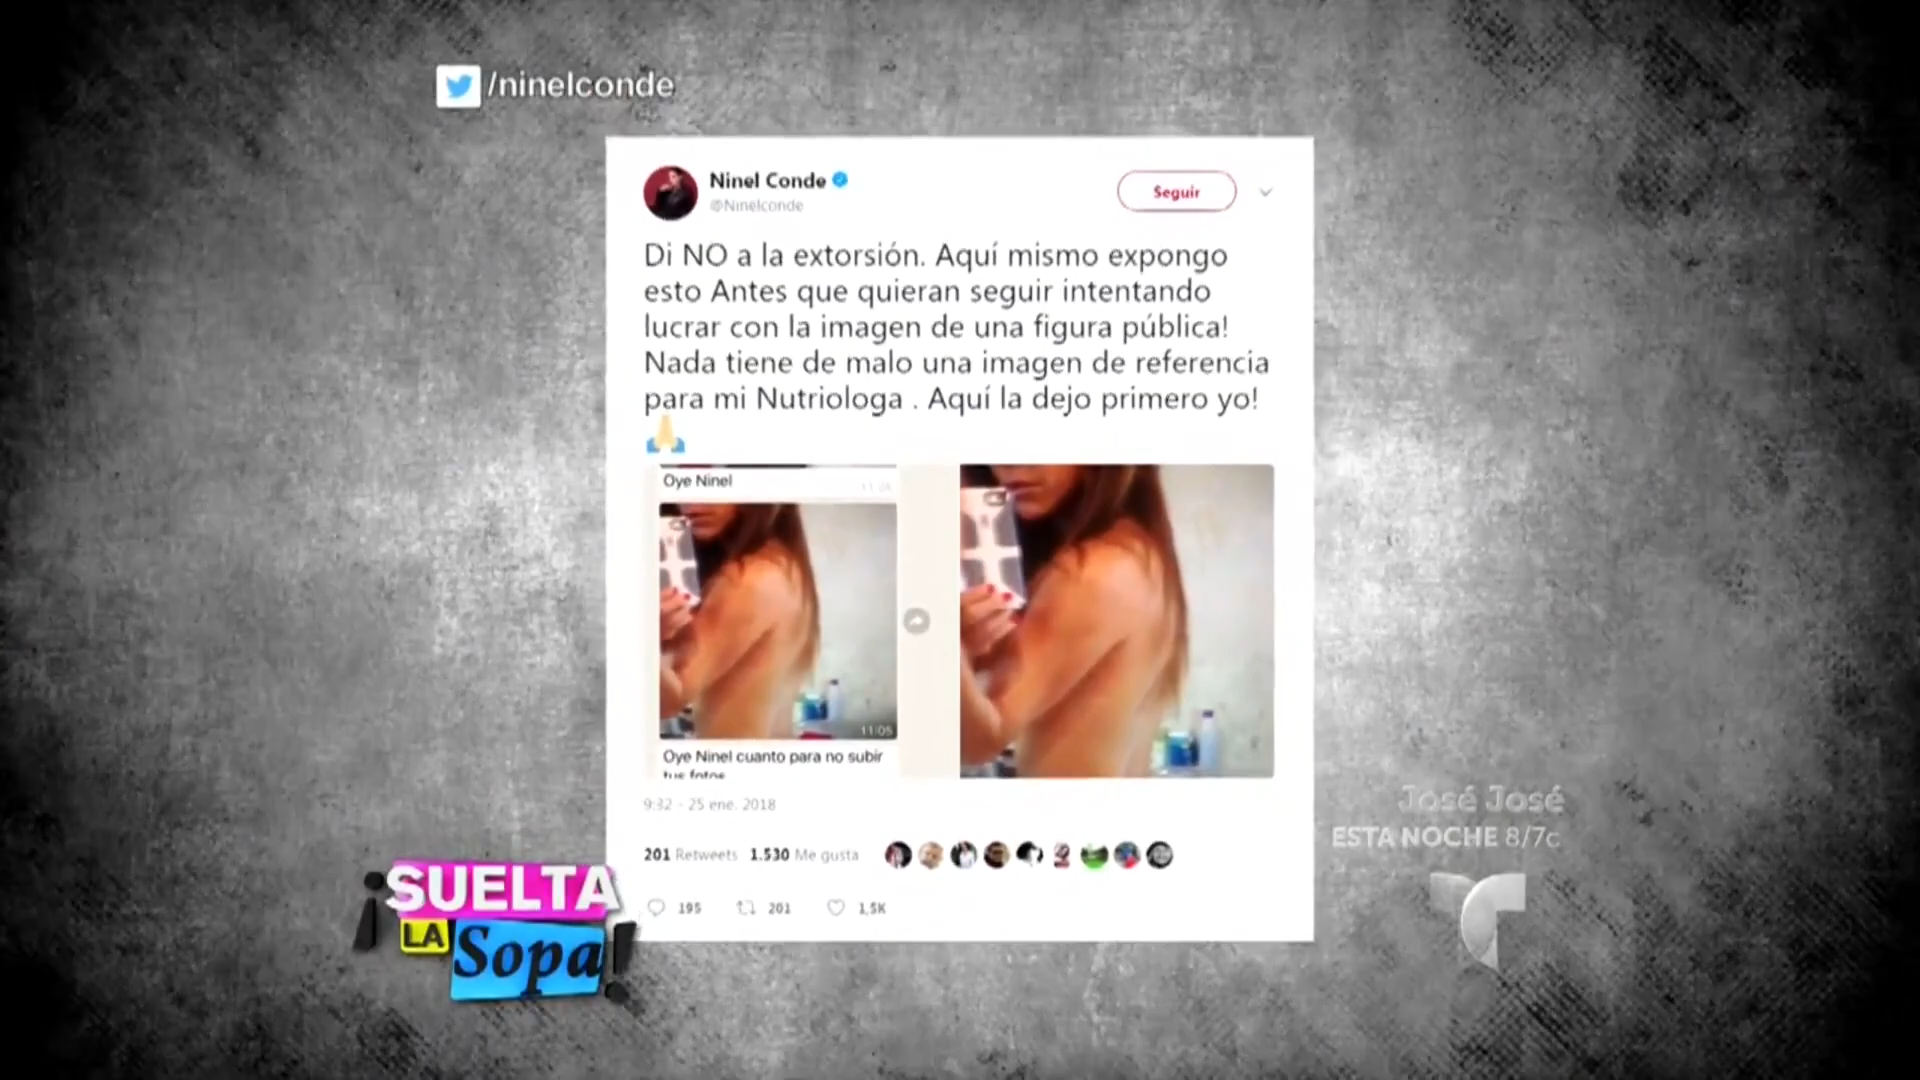 /ninelconde
Ninel Conde
@Ninelconde
Seguir
Di NO a la extorsión. Aquí mismo expongo
esto Antes que quieran seguir intentando
lucrar con la imagen de una figura pública!
Nada tiene de malo una imagen de referencia
para mi Nutriologa . Aquí la dejo primero yo!
Oye Ninel
11:05
Oye Ninel cuanto para no subir
tus fotos
9:32 - 25 ene. 2018
201 Retweets 1.530 Me gusta
195 201 1,5K
¡SUELTA
LA
Sopa!
José José
ESTA NOCHE 8/7c